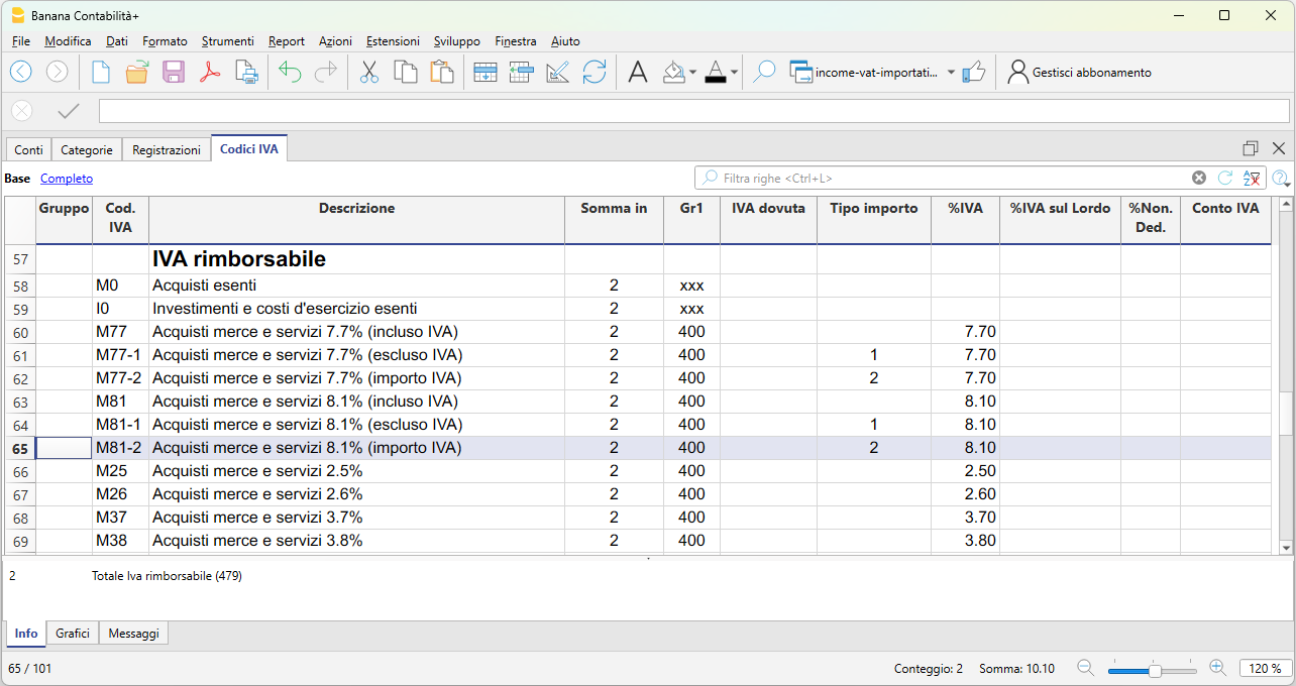 Banana Contabilità+
File Modifica Dati Formato Strumenti Report Azioni Estensioni Sviluppo Finestra Aiuto
income-vat-importati... Gestisci abbonamento
Conti Categorie Registrazioni Codici IVA
Base Completo Filtra righe <Ctrl+L>
Gruppo Cod. IVA Descrizione Somma in Gr1 IVA dovuta Tipo importo %IVA %IVA sul Lordo %Non. Ded. Conto IVA
57 IVA rimborsabile
58 M0 Acquisti esenti 2 xxx
59 I0 Investimenti e costi d'esercizio esenti 2 xxx
60 M77 Acquisti merce e servizi 7.7% (incluso IVA) 2 400 7.70
61 M77-1 Acquisti merce e servizi 7.7% (escluso IVA) 2 400 1 7.70
62 M77-2 Acquisti merce e servizi 7.7% (importo IVA) 2 400 2 7.70
63 M81 Acquisti merce e servizi 8.1% (incluso IVA) 2 400 8.10
64 M81-1 Acquisti merce e servizi 8.1% (escluso IVA) 2 400 1 8.10
65 M81-2 Acquisti merce e servizi 8.1% (importo IVA) 2 400 2 8.10
66 M25 Acquisti merce e servizi 2.5% 2 400 2.50
67 M26 Acquisti merce e servizi 2.6% 2 400 2.60
68 M37 Acquisti merce e servizi 3.7% 2 400 3.70
69 M38 Acquisti merce e servizi 3.8% 2 400 3.80
2 Totale Iva rimborsabile (479)
Info Grafici Messaggi
65 / 101 Conteggio: 2 Somma: 10.10 120 %